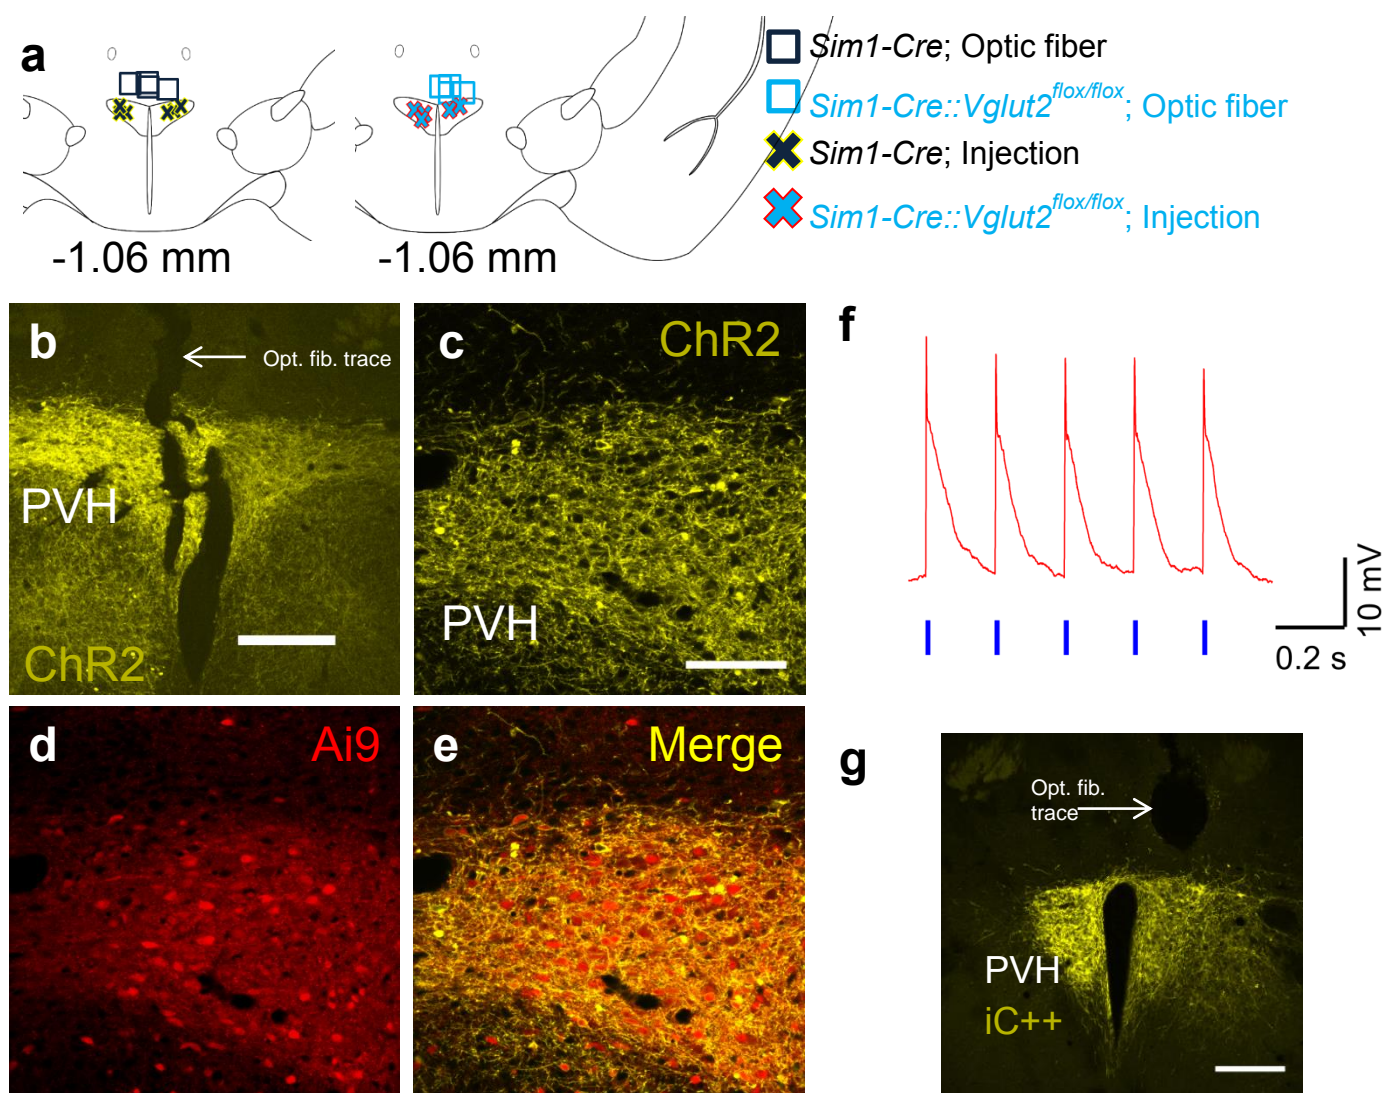 a
Sim1-Cre; Optic fiber
Sim1-Cre::Vglut2flox/flox; Optic fiber
Sim1-Cre; Injection
Sim1-Cre::Vglut2flox/flox; Injection
-1.06 mm
-1.06 mm
b
Opt. fib. trace
PVH
ChR2
c
ChR2
PVH
f
10 mV
0.2 s
d
Ai9
e
Merge
g
Opt. fib.
trace
PVH
iC++